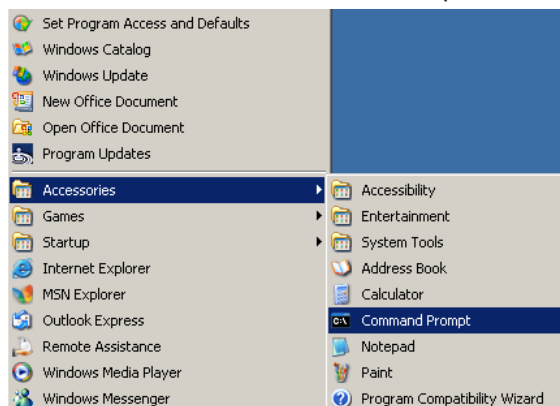 Set Program Access and Defaults
Windows Catalog
Windows Update
New Office Document
Open Office Document
Program Updates
Accessories
Games
Startup
Internet Explorer
MSN Explorer
Outlook Express
Remote Assistance
Windows Media Player
Windows Messenger
Accessibility
Entertainment
System Tools
Address Book
Calculator
C:\
Command Prompt
Notepad
Paint
Program Compatibility Wizard